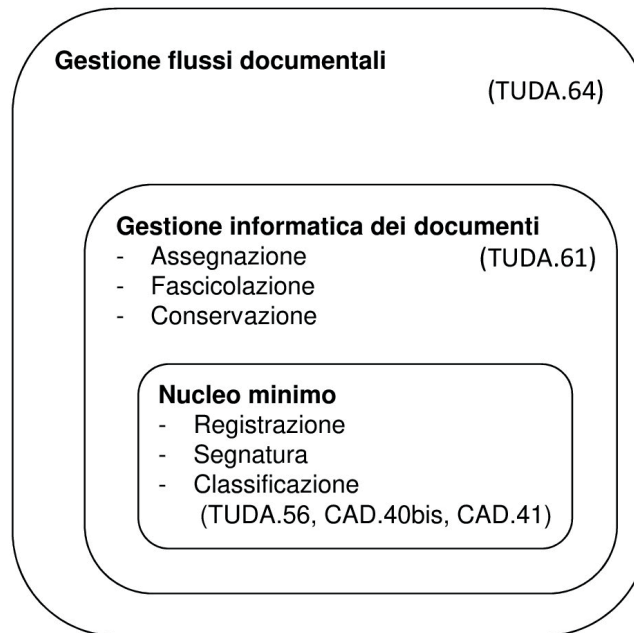 Gestione flussi documentali
(TUDA.64)
Gestione informatica dei documenti
- Assegnazione (TUDA.61)
- Fascicolazione
- Conservazione
Nucleo minimo
- Registrazione
- Segnatura
- Classificazione
(TUDA.56, CAD.40bis, CAD.41)